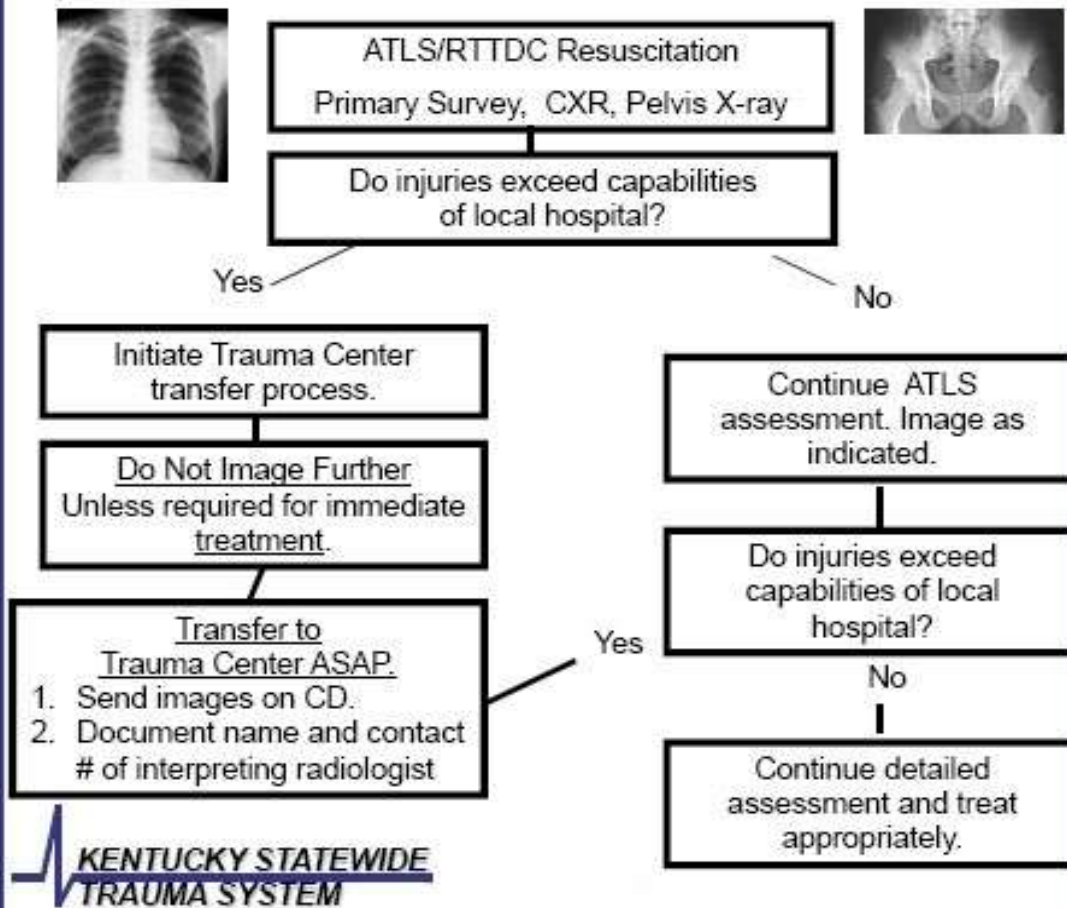 ATLS/RTTDC Resuscitation
Primary Survey, CXR, Pelvis X-ray
Do injuries exceed capabilities
of local hospital?
Yes
No
Initiate Trauma Center
transfer process.
Do Not Image Further
Unless required for immediate
treatment.
Transfer to
Trauma Center ASAP.
1. Send images on CD.
2. Document name and contact
# of interpreting radiologist
Continue ATLS
assessment. Image as
indicated.
Do injuries exceed
capabilities of local
hospital?
Yes
No
Continue detailed
assessment and treat
appropriately.
KENTUCKY STATEWIDE
TRAUMA SYSTEM